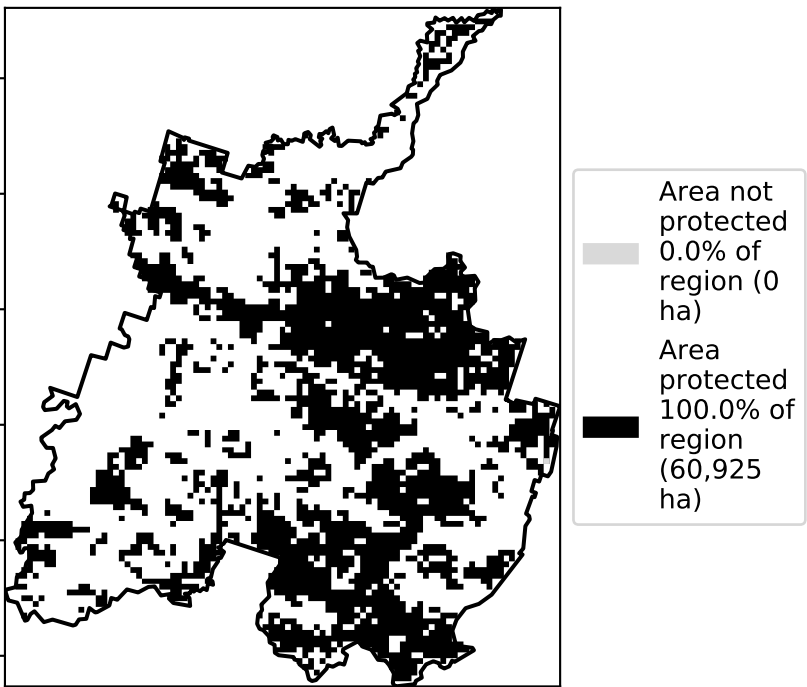 Area not
protected
0.0% of
region (0
ha)
Area
protected
100.0% of
region
(60,925
ha)